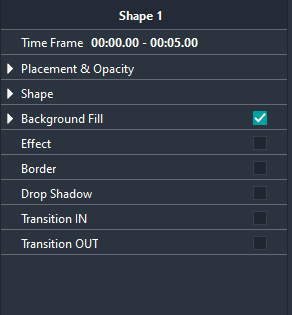 Shape 1
Time Frame 00:00.00 - 00:05.00
Placement & Opacity
Shape
Background Fill
Effect
Border
Drop Shadow
Transition IN
Transition OUT